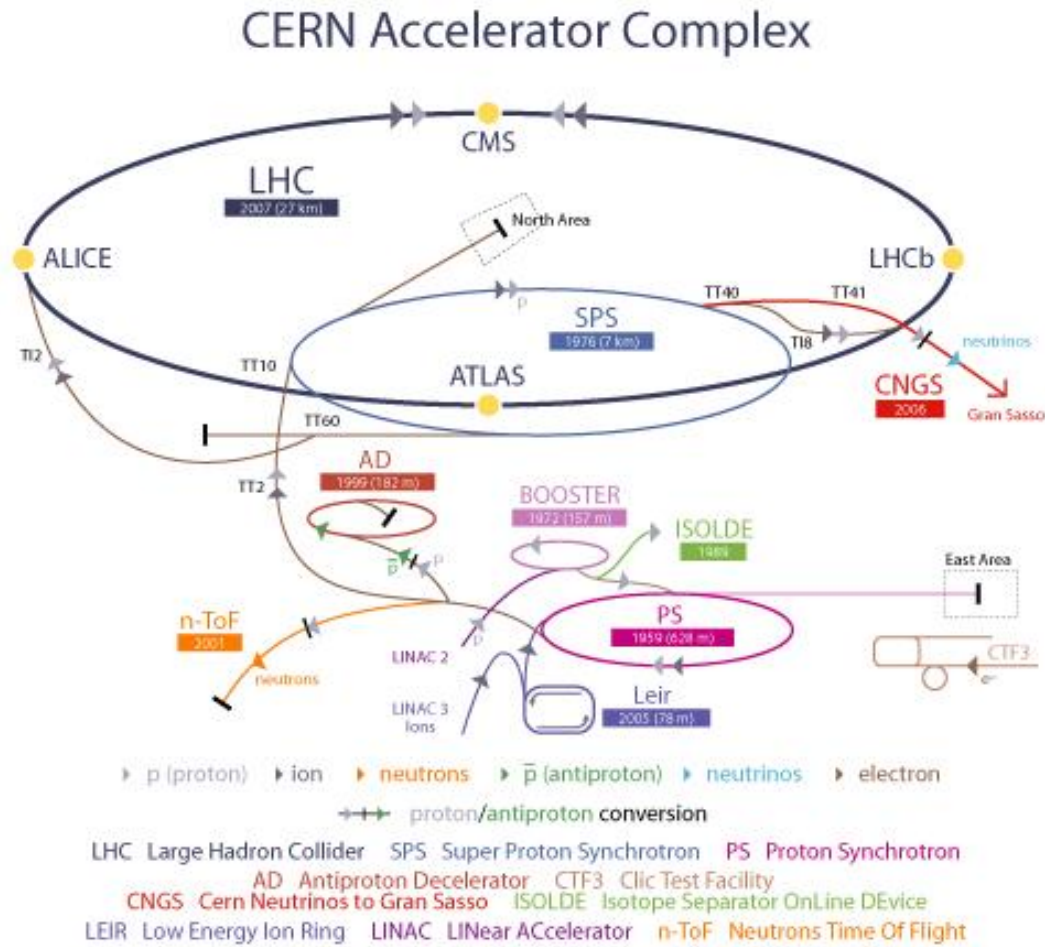 CERN Accelerator Complex
CMS
LHC
2007 (27 km)
North Area
ALICE
LHCb
p
TT40
TT41
SPS
1976 (7 km)
TI8
neutrinos
TI2
TT10
ATLAS
CNGS
2006
Gran Sasso
TT60
AD
1999 (182 m)
TT2
BOOSTER
1972 (157 m)
ISOLDE
1989
p̅
p
East Area
n-ToF
2001
PS
1959 (628 m)
p
LINAC 2
neutrons
CTF3
e-
LINAC 3
Ions
Leir
2005 (78 m)
p (proton) ion neutrons p̅ (antiproton) neutrinos electron
proton/antiproton conversion
LHC Large Hadron Collider SPS Super Proton Synchrotron PS Proton Synchrotron
AD Antiproton Decelerator CTF3 Clic Test Facility
CNGS Cern Neutrinos to Gran Sasso ISOLDE Isotope Separator OnLine DEvice
LEIR Low Energy Ion Ring LINAC LINear ACcelerator n-ToF Neutrons Time Of Flight